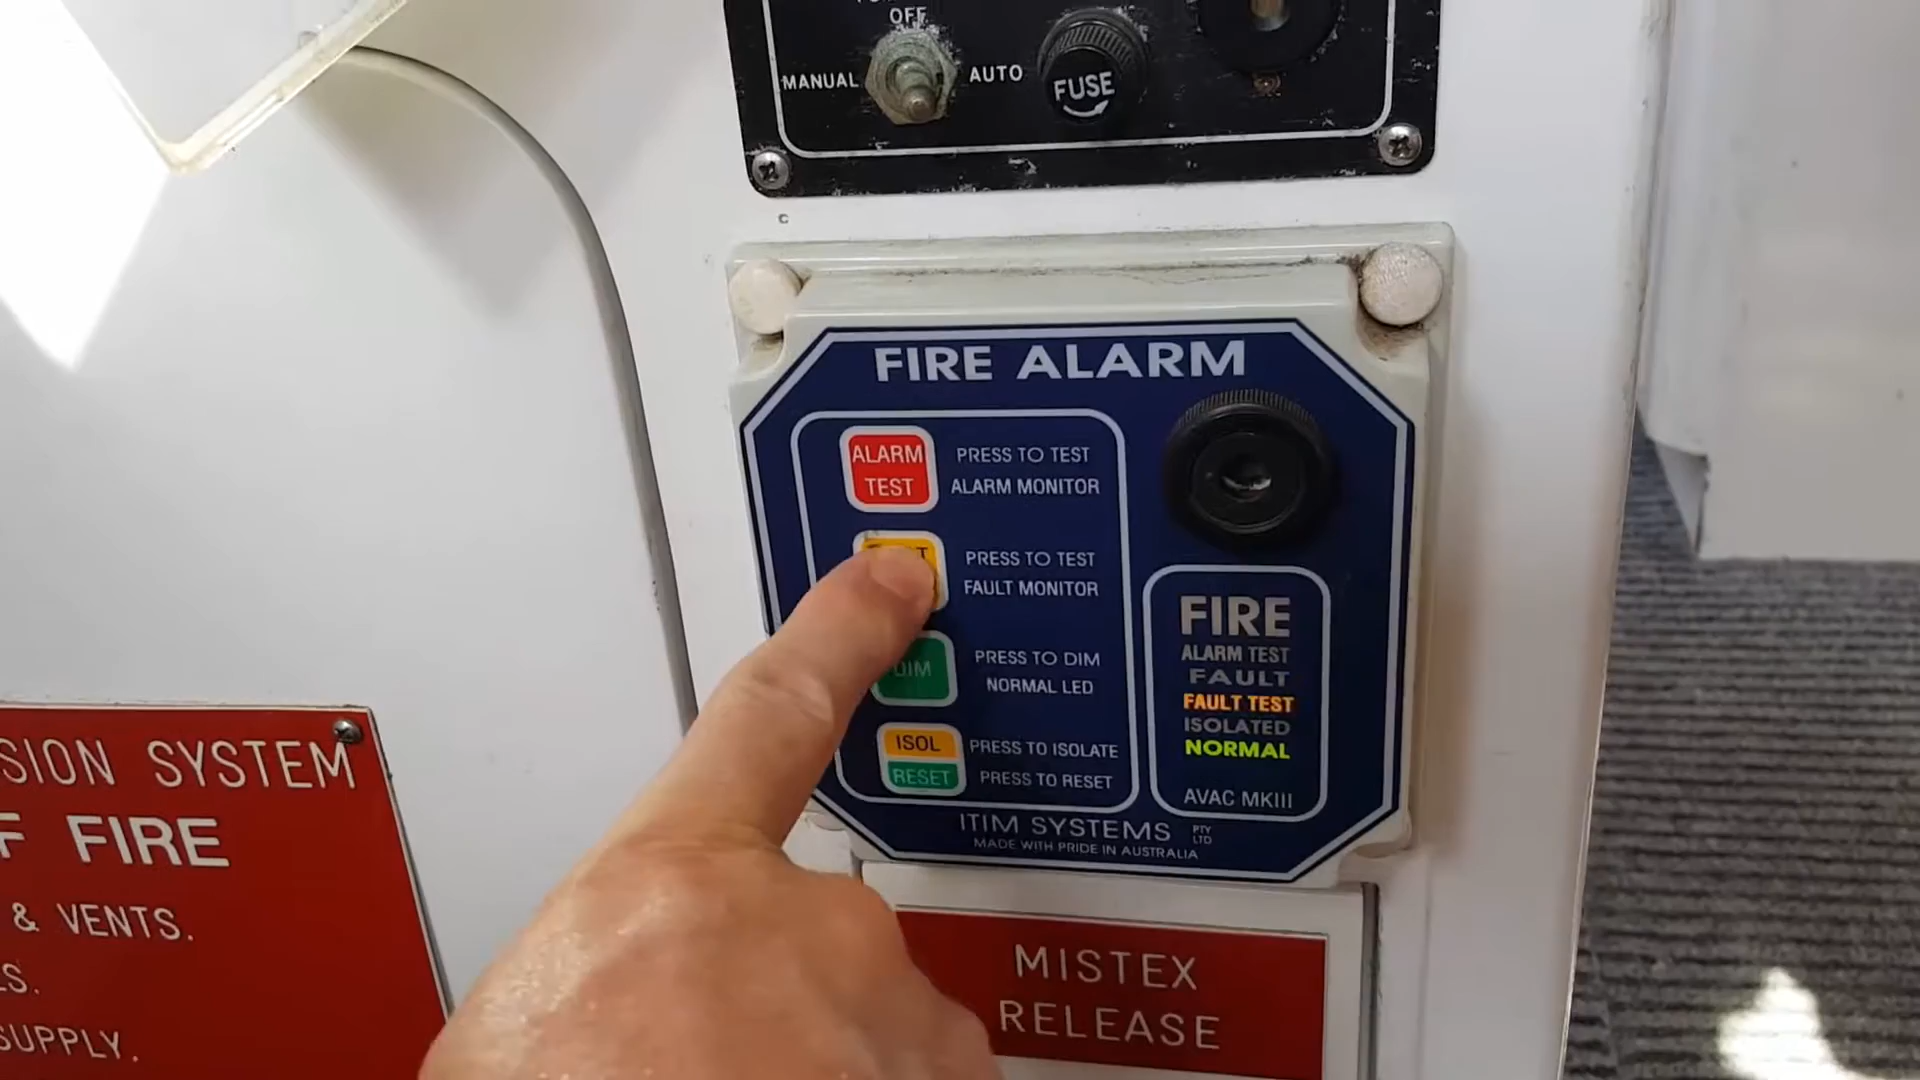 OFF
MANUAL
AUTO
FUSE
FIRE ALARM
ALARM
TEST
PRESS TO TEST
ALARM MONITOR
PRESS TO TEST
FAULT MONITOR
DIM
PRESS TO DIM
NORMAL LED
ISOL
RESET
PRESS TO ISOLATE
PRESS TO RESET
FIRE
ALARM TEST
FAULT
FAULT TEST
ISOLATED
NORMAL
AVAC MKIII
ITIM SYSTEMS PTY LTD
MADE WITH PRIDE IN AUSTRALIA
SYSTEM
FIRE
& VENTS.
SUPPLY.
MISTEX
RELEASE